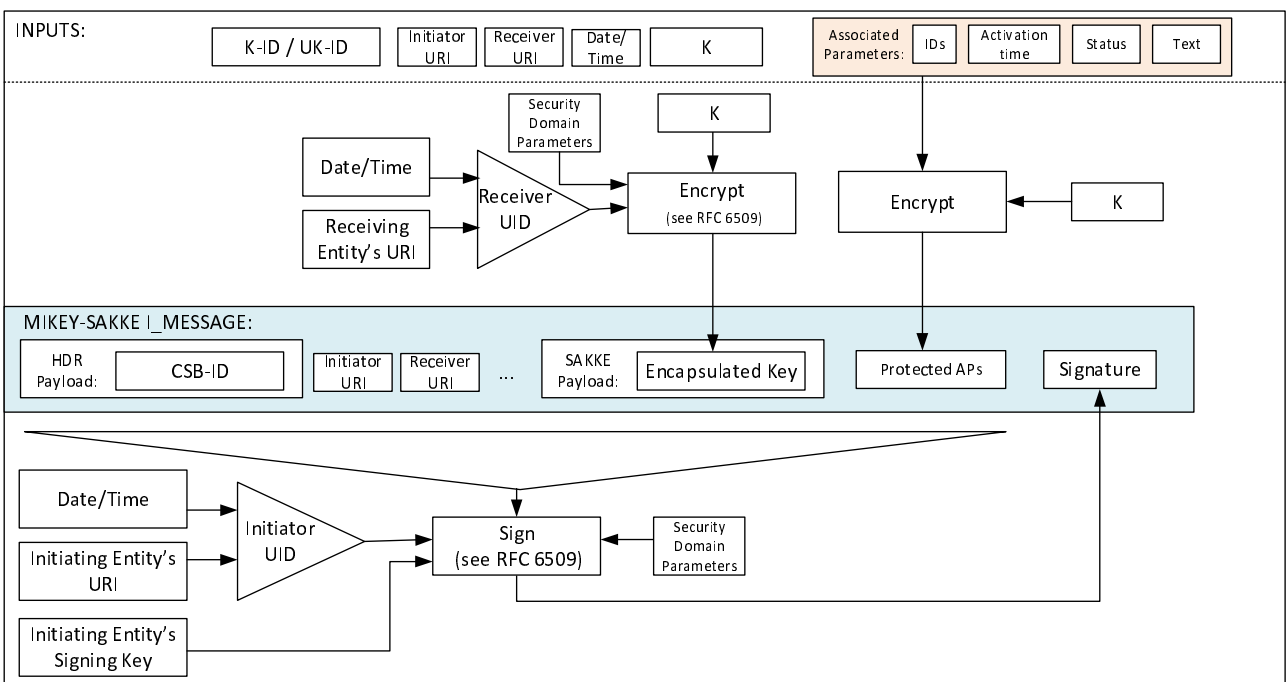 INPUTS:
K-ID / UK-ID
Initiator
URI
Receiver
URI
Date/
Time
K
Associated
Parameters:
IDs
Activation
time
Status
Text
Security
Domain
Parameters
K
Date/Time
Receiving
Entity's URI
Receiver
UID
Encrypt
(see RFC 6509)
Encrypt
K
MIKEY-SAKKE I_MESSAGE:
HDR
Payload:
CSB-ID
Initiator
URI
Receiver
URI
...
SAKKE
Payload:
Encapsulated Key
Protected APs
Signature
Date/Time
Initiating Entity's
URI
Initiator
UID
Sign
(see RFC 6509)
Security
Domain
Parameters
Initiating Entity's
Signing Key